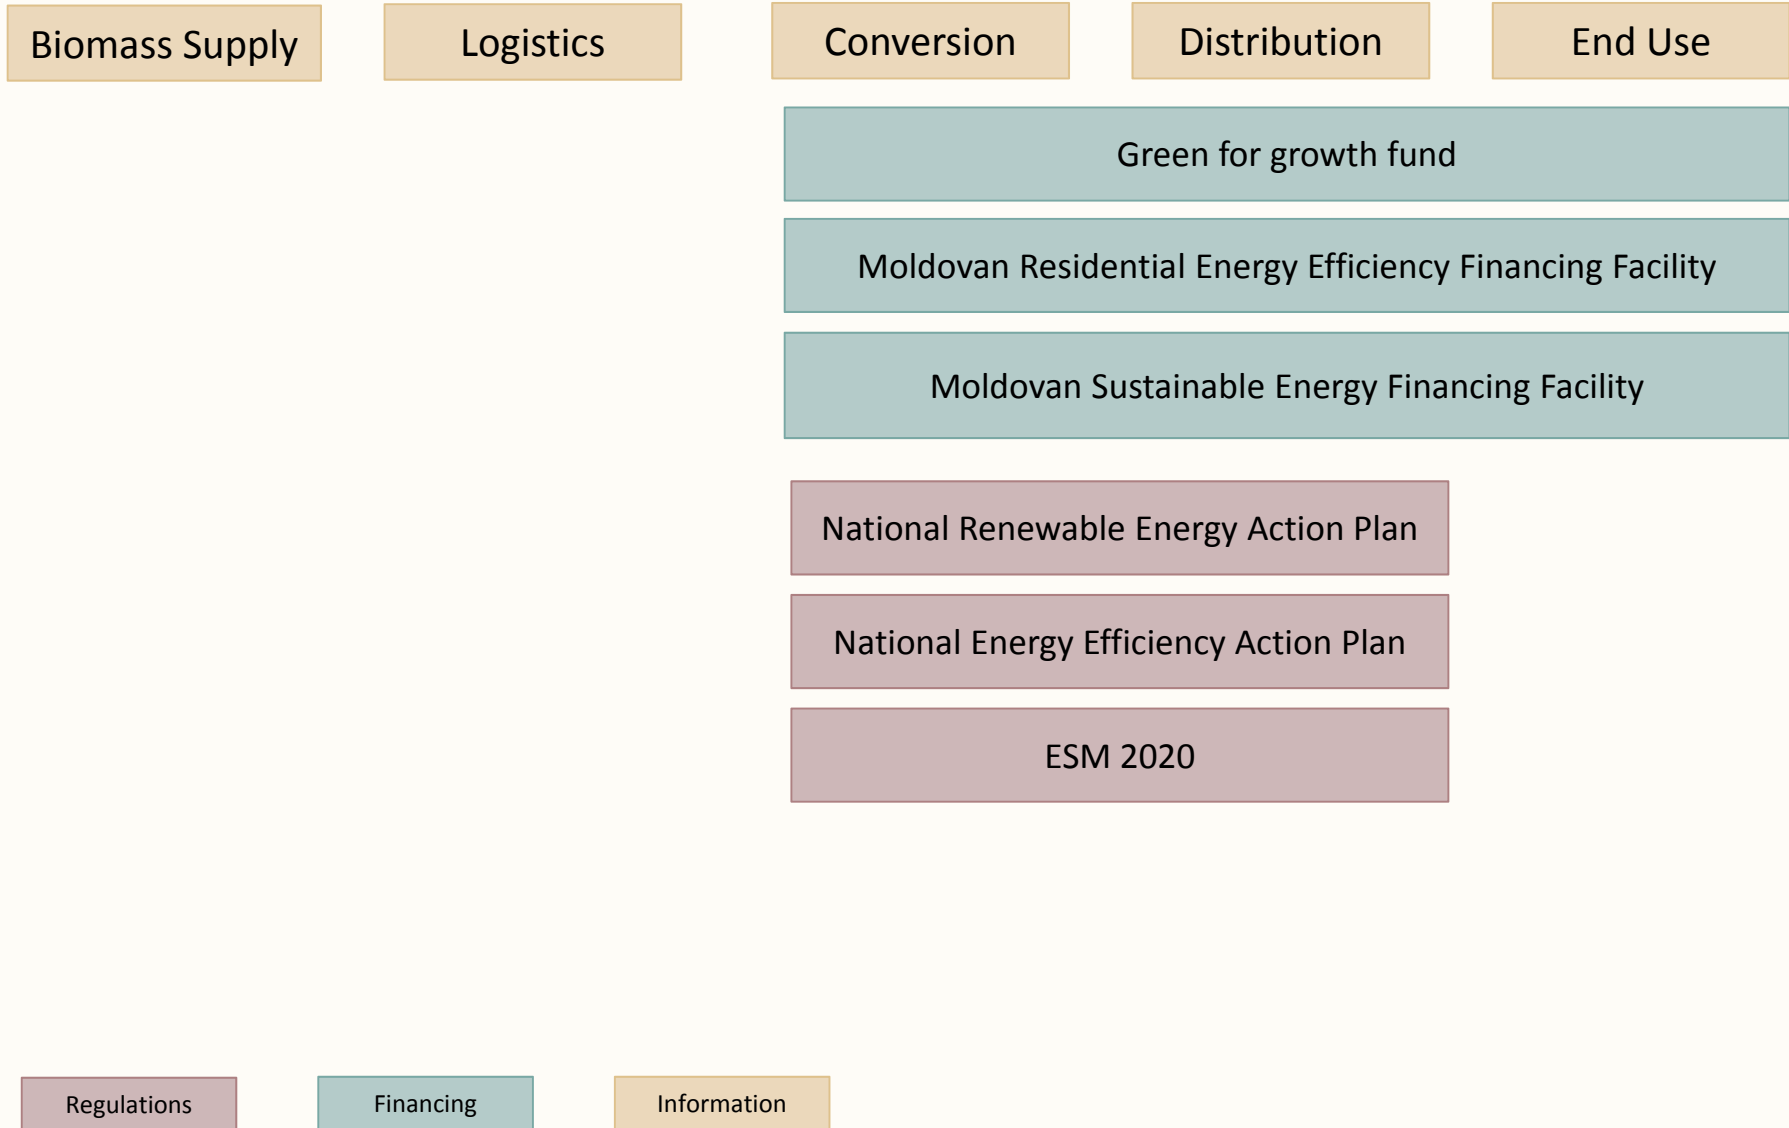 Biomass Supply
Logistics
Conversion
Distribution
End Use
Green for growth fund
Moldovan Residential Energy Efficiency Financing Facility
Moldovan Sustainable Energy Financing Facility
National Renewable Energy Action Plan
National Energy Efficiency Action Plan
ESM 2020
Regulations
Financing
Information